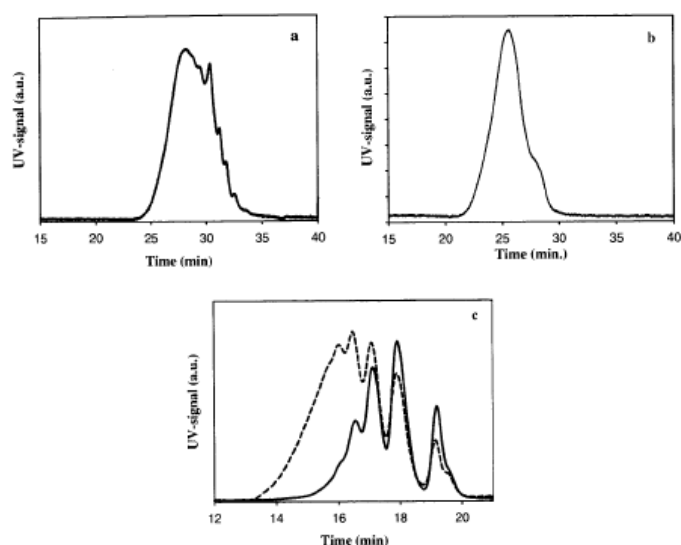 a
UV-signal (a.u.)
15 20 25 30 35 40
Time (min)
b
UV-signal (a.u.)
15 20 25 30 35 40
Time (min.)
c
UV-signal (a.u.)
12 14 16 18 20
Time (min)